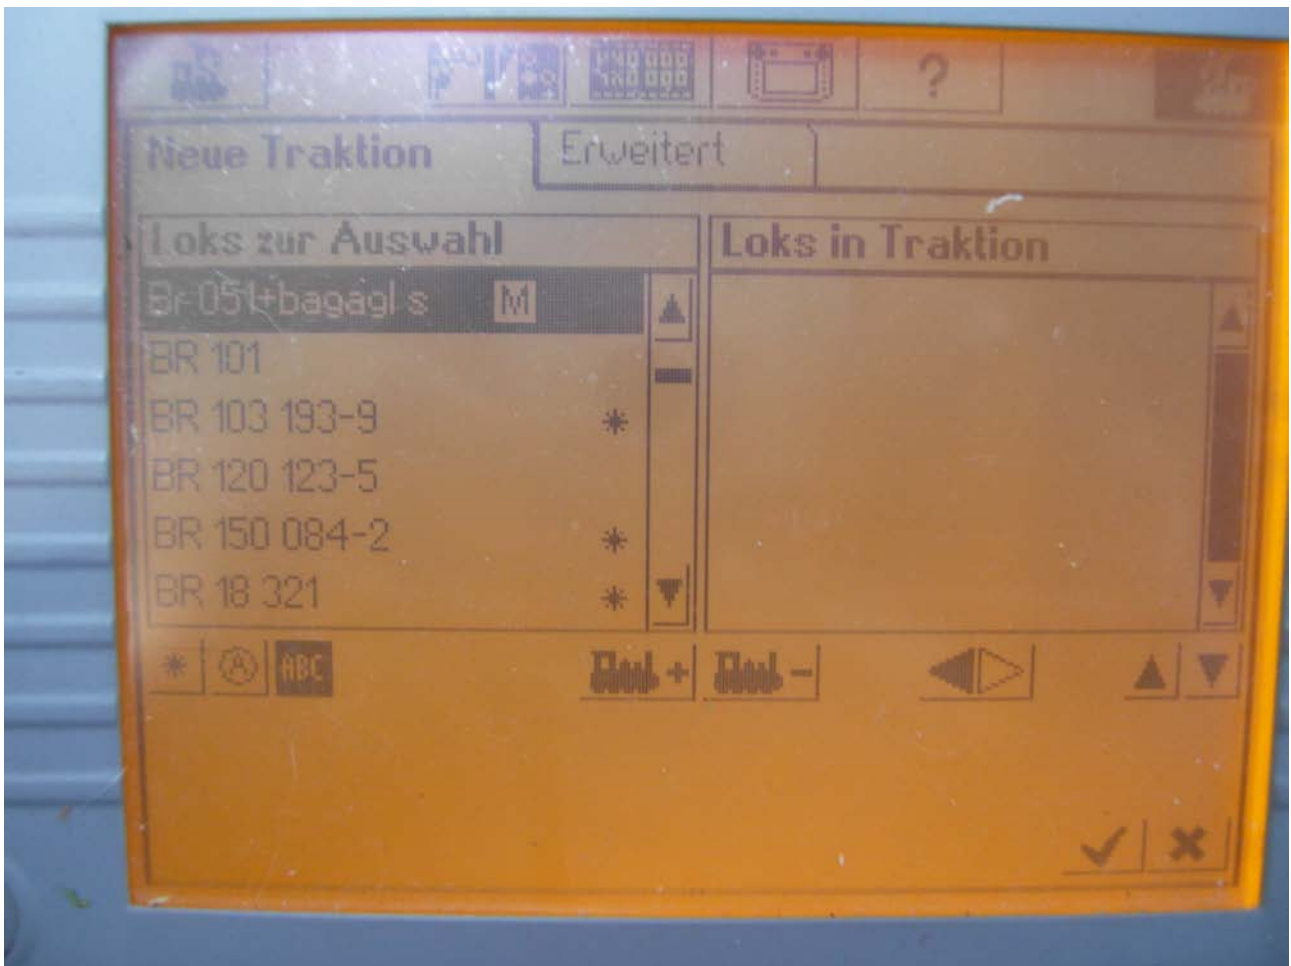 ?
Neue Traktion
Erweitert
Loks zur Auswahl
Loks in Traktion
Br 051+bagagl s M
BR 101
BR 103 193-9 *
BR 120 123-5
BR 150 084-2 *
BR 18 321 *
* A ABC + -